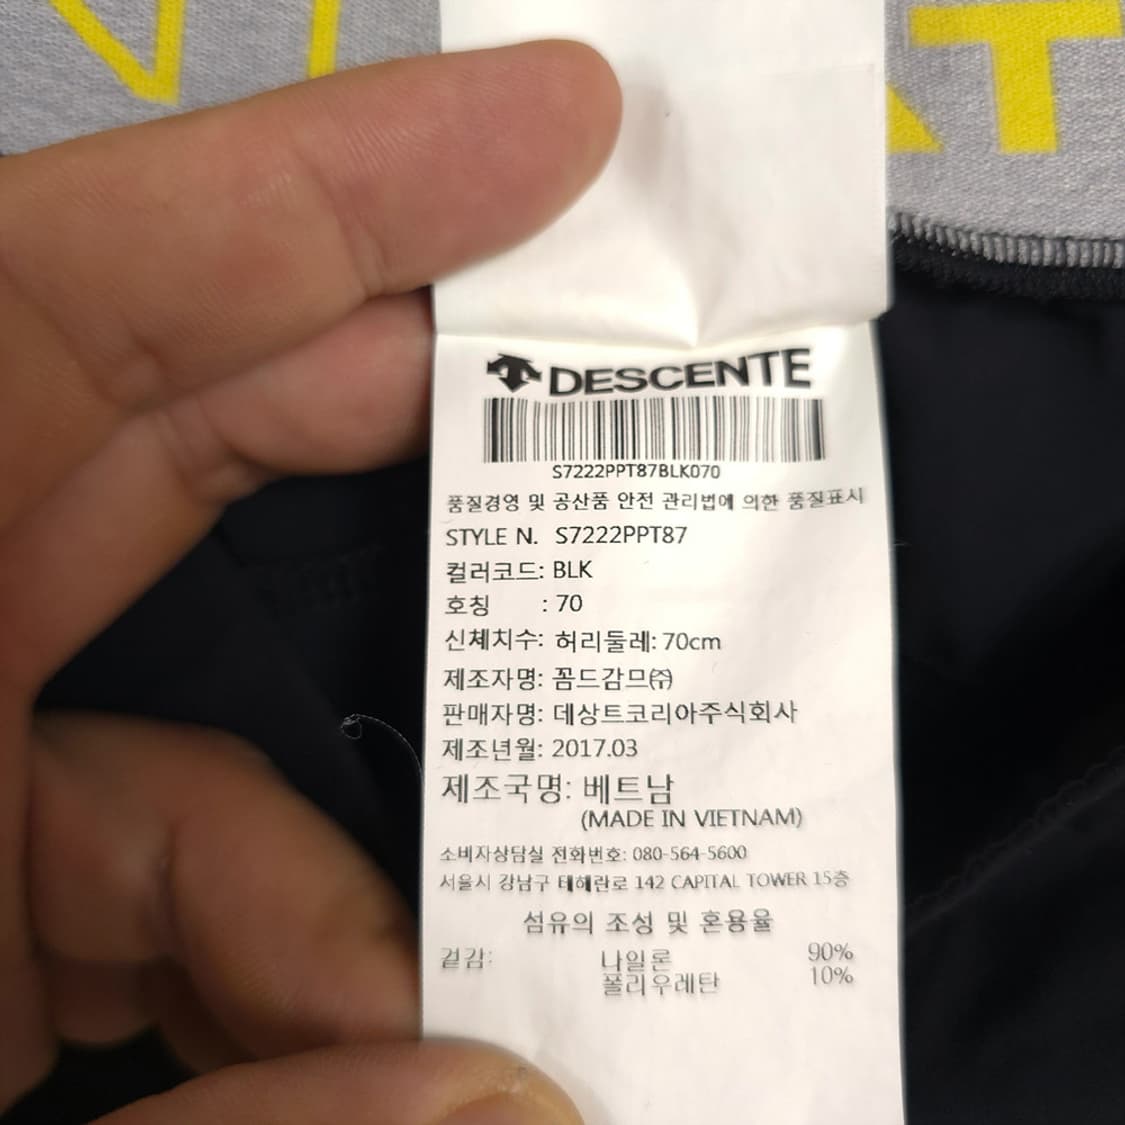 DESCENTE
S7222PPT87BLK070
품질경영 및 공산품 안전 관리법에 의한 품질표시
STYLE N. S7222PPT87
컬러코드: BLK
호칭 : 70
신체치수: 허리둘레: 70cm
제조자명: 꼼드감므㈜
판매자명: 데상트코리아주식회사
제조년월: 2017.03
제조국명: 베트남
(MADE IN VIETNAM)
소비자상담실 전화번호: 080-564-5600
서울시 강남구 테헤란로 142 CAPITAL TOWER 15층
섬유의 조성 및 혼용율
겉감: 나일론 90%
폴리우레탄 10%